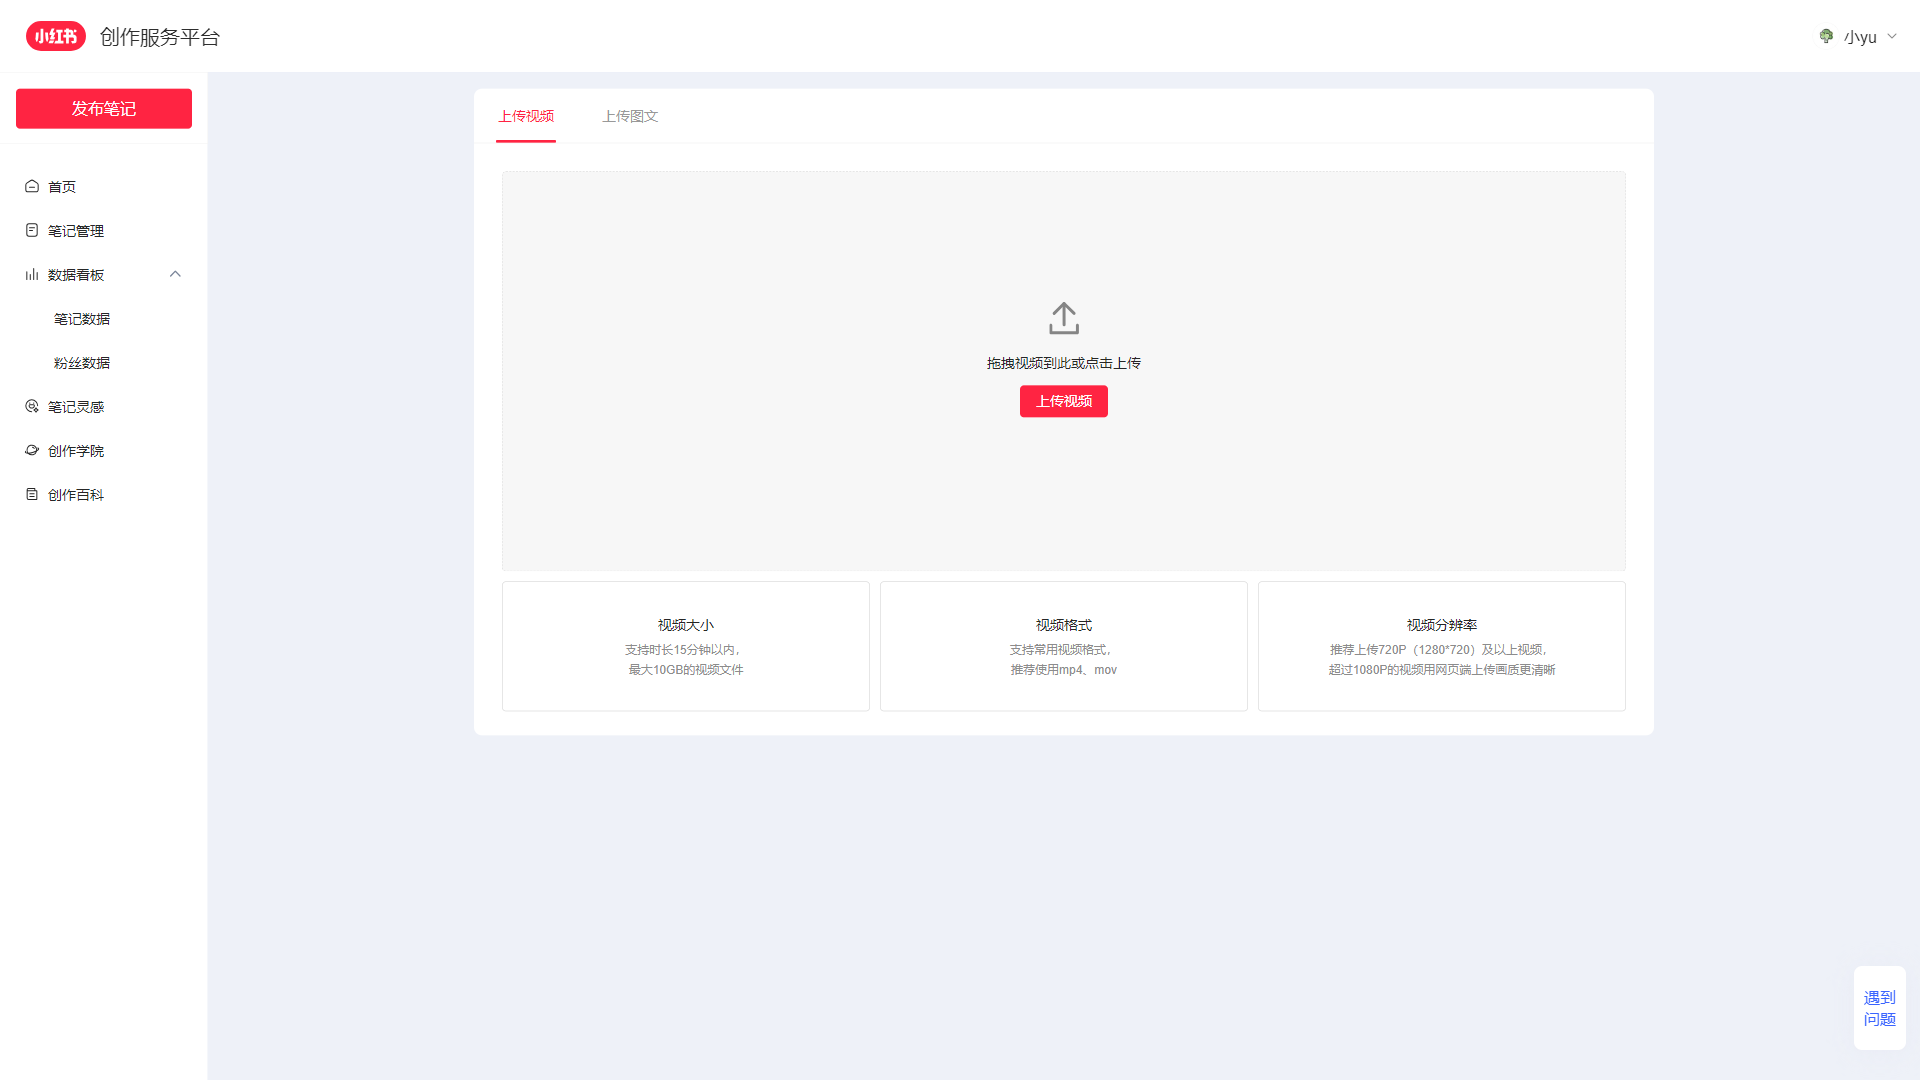 小红书 创作服务平台
小yu
发布笔记
首页
笔记管理
数据看板
笔记数据
粉丝数据
笔记灵感
创作学院
创作百科
上传视频 上传图文
拖拽视频到此或点击上传
上传视频
视频大小
支持时长15分钟以内，
最大10GB的视频文件
视频格式
支持常用视频格式，
推荐使用mp4、mov
视频分辨率
推荐上传720P（1280*720）及以上视频，
超过1080P的视频用网页端上传画质更清晰
遇到
问题